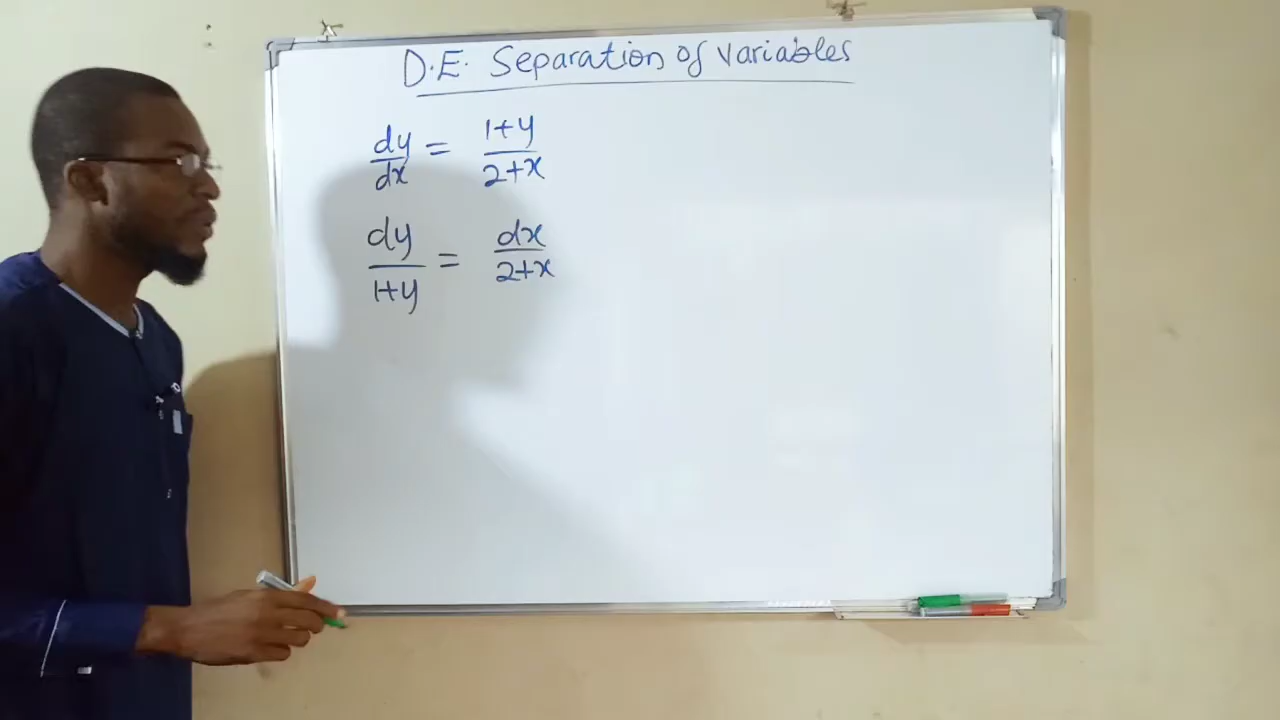 D.E. Separation of variables
dy/dx = 1+y/2+x
dy/1+y = dx/2+x